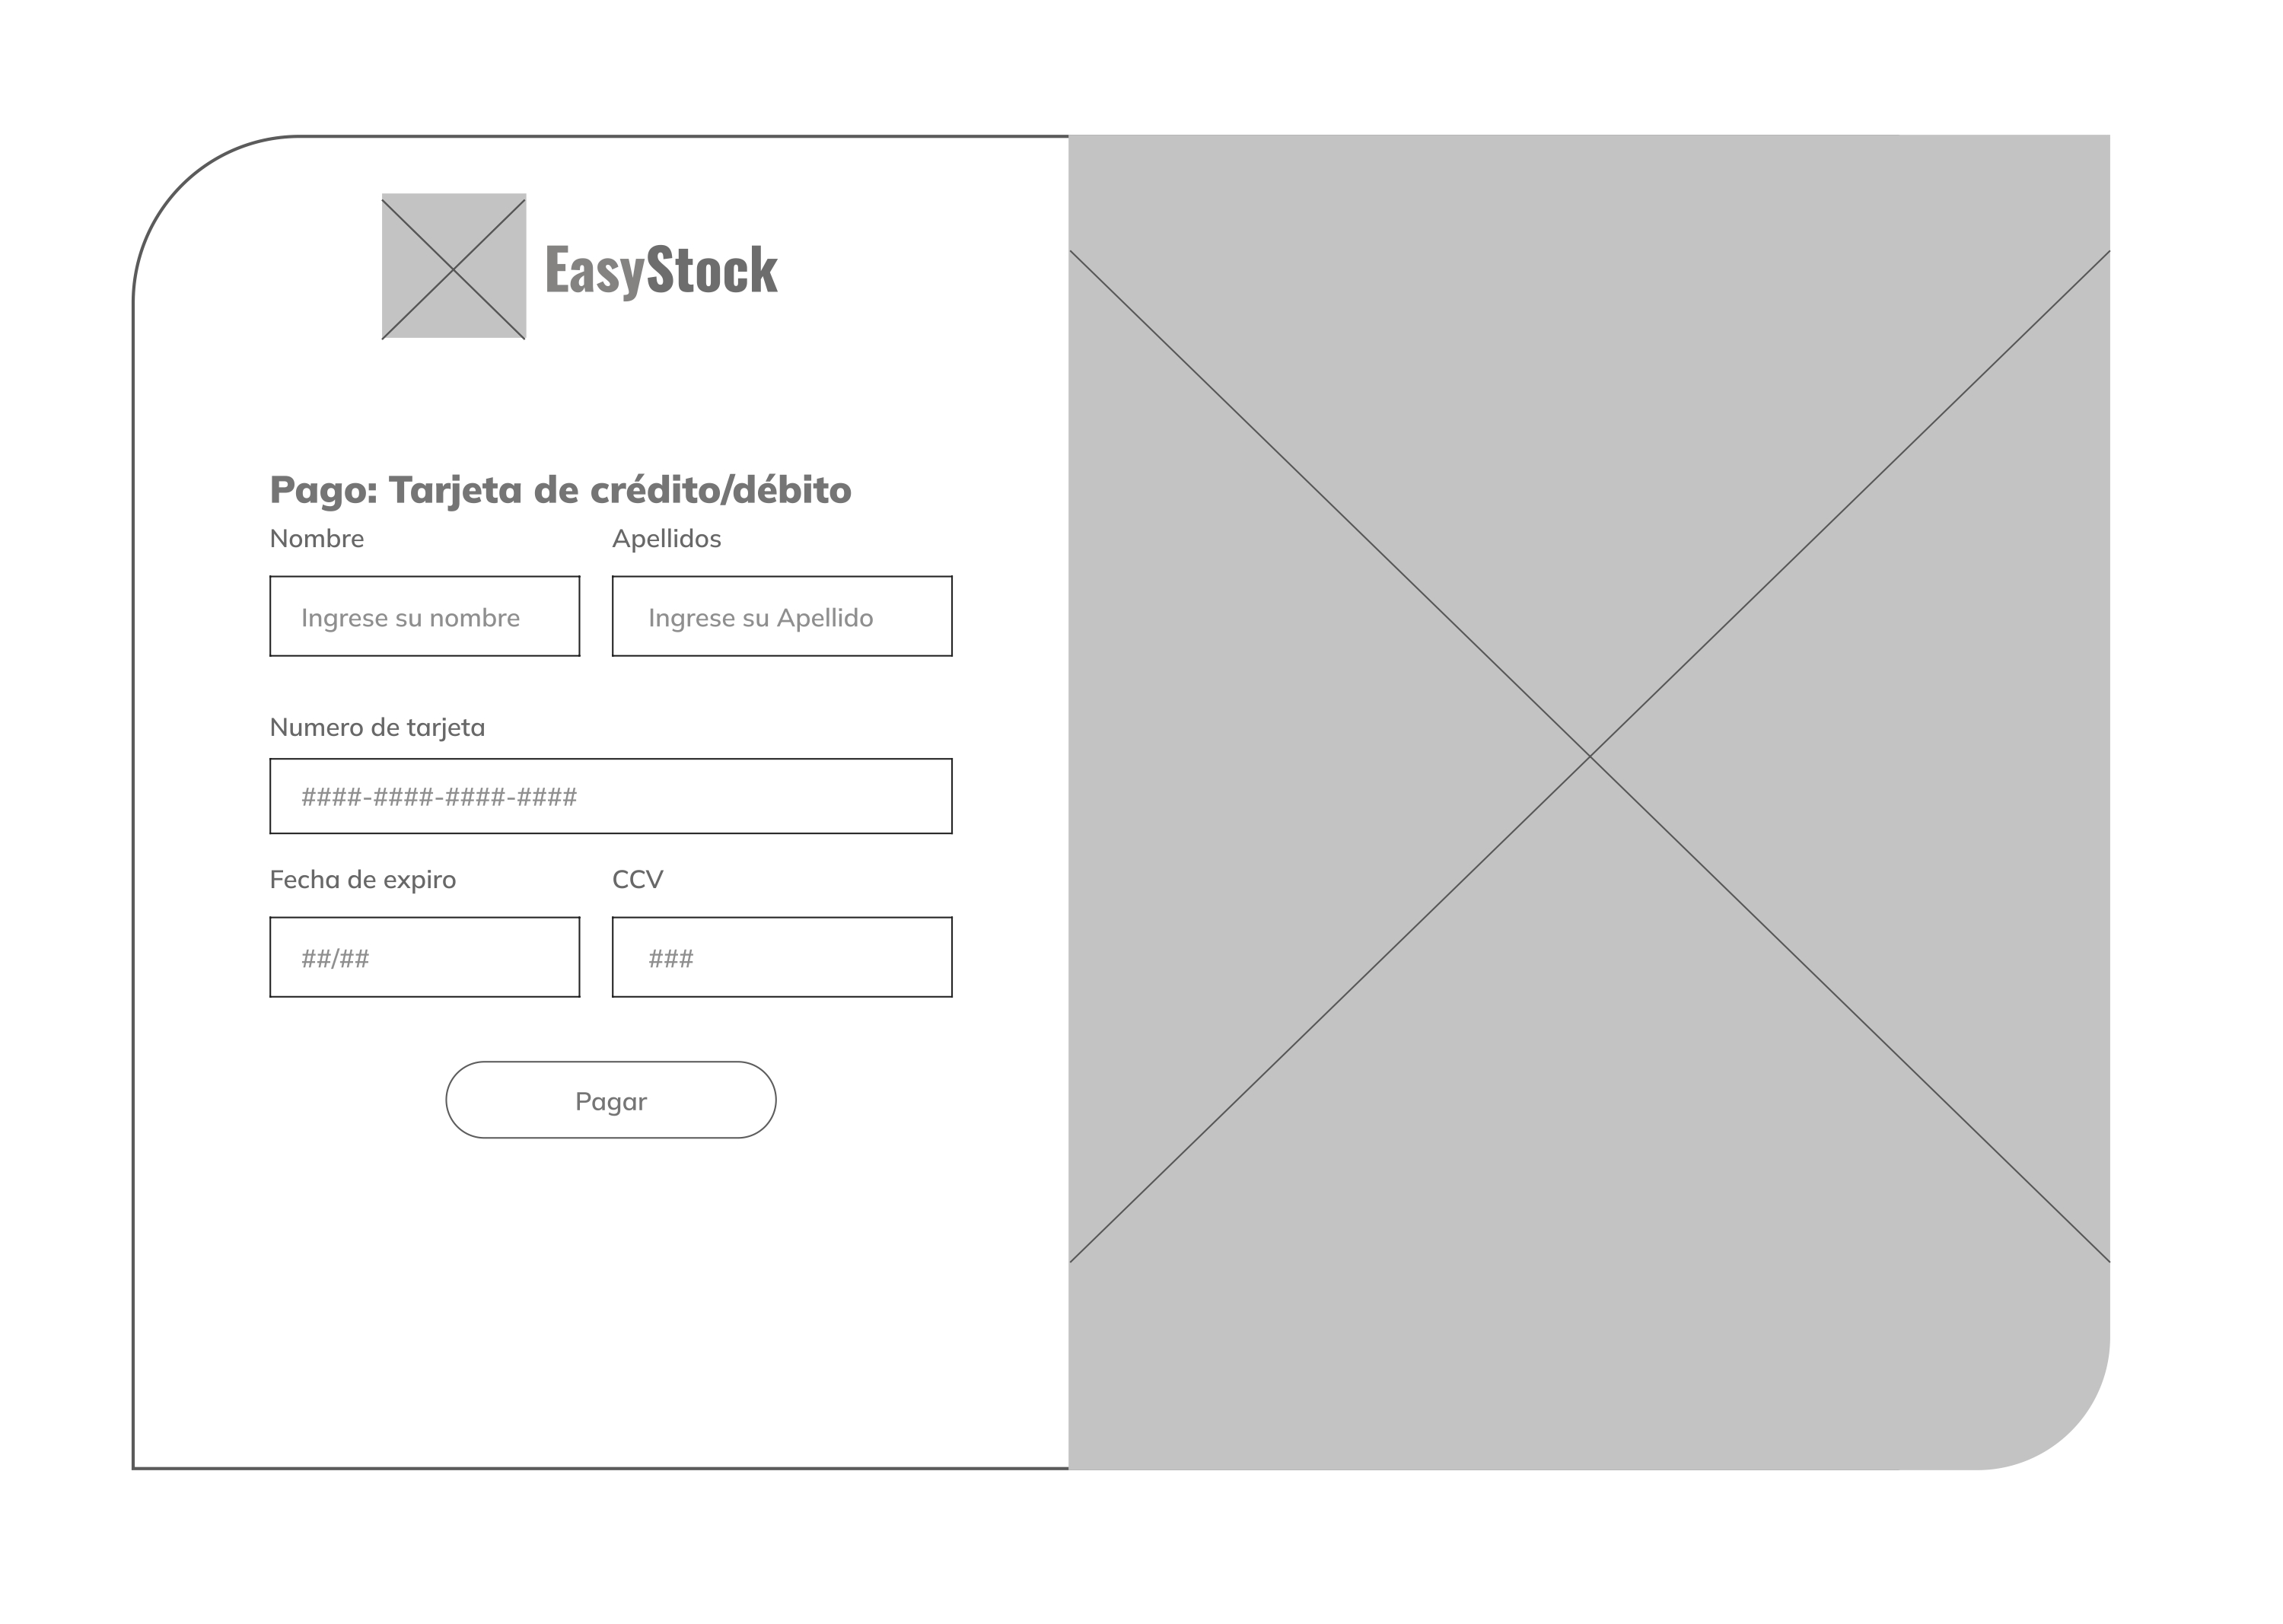 EasyStock
Pago: Tarjeta de crédito/débito
Nombre
Apellidos
Ingrese su nombre
Ingrese su Apellido
Numero de tarjeta
####-####-####-####
Fecha de expiro
CCV
##/##
###
Pagar